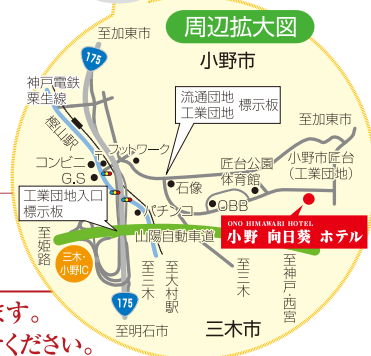 周辺拡大図
至加東市
175
小野市
神戸電鉄
粟生線
樫山駅
流通団地
工業団地
標示板
至加東市
フットワーク
コンビニ
G.S
匠台公園
体育館
小野市匠台
(工業団地)
石像
工業団地入口
標示板
パチンコ
OBB
ONO HIMAWARI HOTEL
小野 向日葵 ホテル
山陽自動車道
至姫路
三木・
小野IC
至三木
至大村駅
至三木
至神戸・西宮
175
至明石市
三木市
ます。
ください。